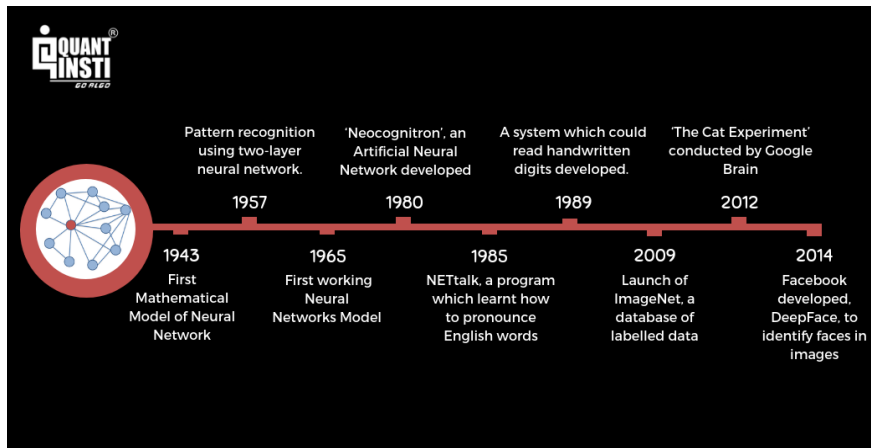 QUANT
INSTI
®
GO ALGO
Pattern recognition
using two-layer
neural network.
1957
'Neocognitron', an
Artificial Neural
Network developed
1980
A system which could
read handwritten
digits developed.
1989
'The Cat Experiment'
conducted by Google
Brain
2012
1943
First
Mathematical
Model of Neural
Network
1965
First working
Neural
Networks Model
1985
NETtalk, a program
which learnt how
to pronounce
English words
2009
Launch of
ImageNet, a
database of
labelled data
2014
Facebook
developed,
DeepFace, to
identify faces in
images